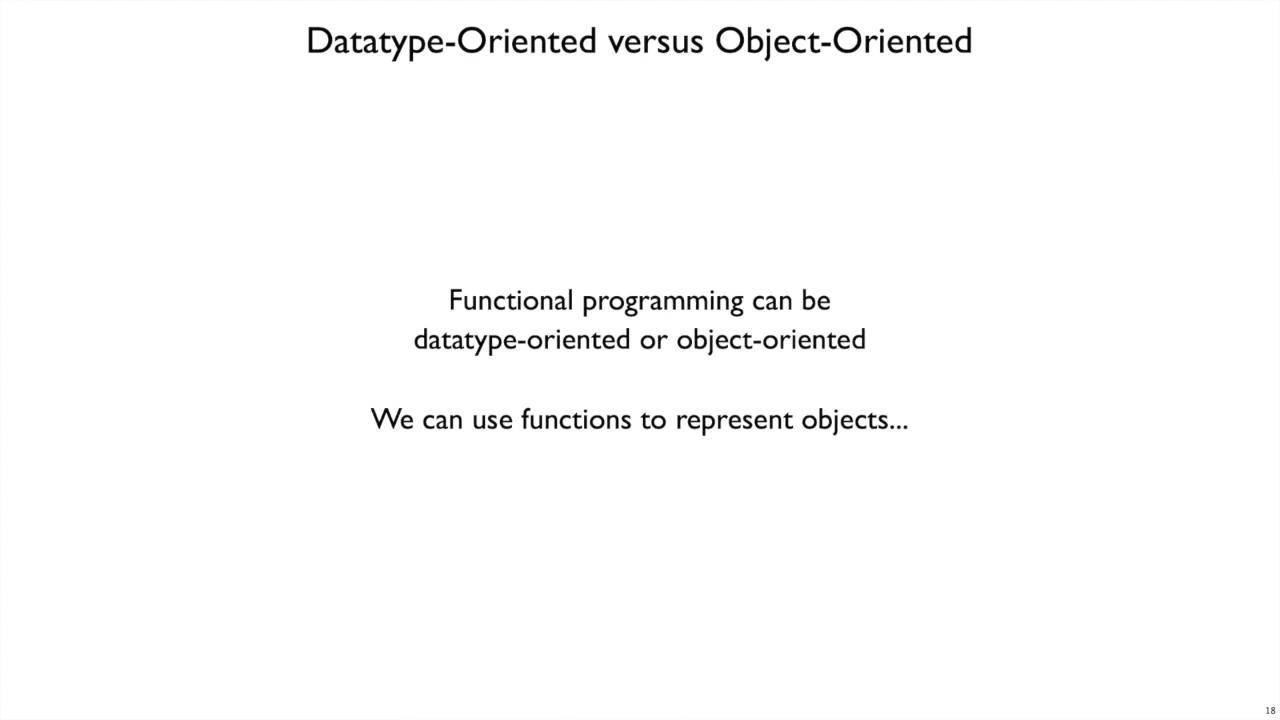 Datatype-Oriented versus Object-Oriented
Functional programming can be
datatype-oriented or object-oriented
We can use functions to represent objects...
18